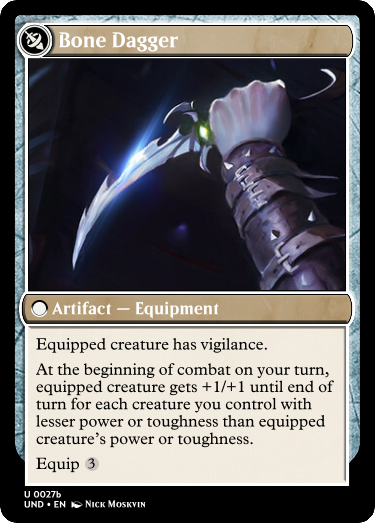 Bone Dagger
Artifact — Equipment
Equipped creature has vigilance.
At the beginning of combat on your turn,
equipped creature gets +1/+1 until end of
turn for each creature you control with
lesser power or toughness than equipped
creature's power or toughness.
Equip 3
U 0027b
UND • EN Nick Moskvin